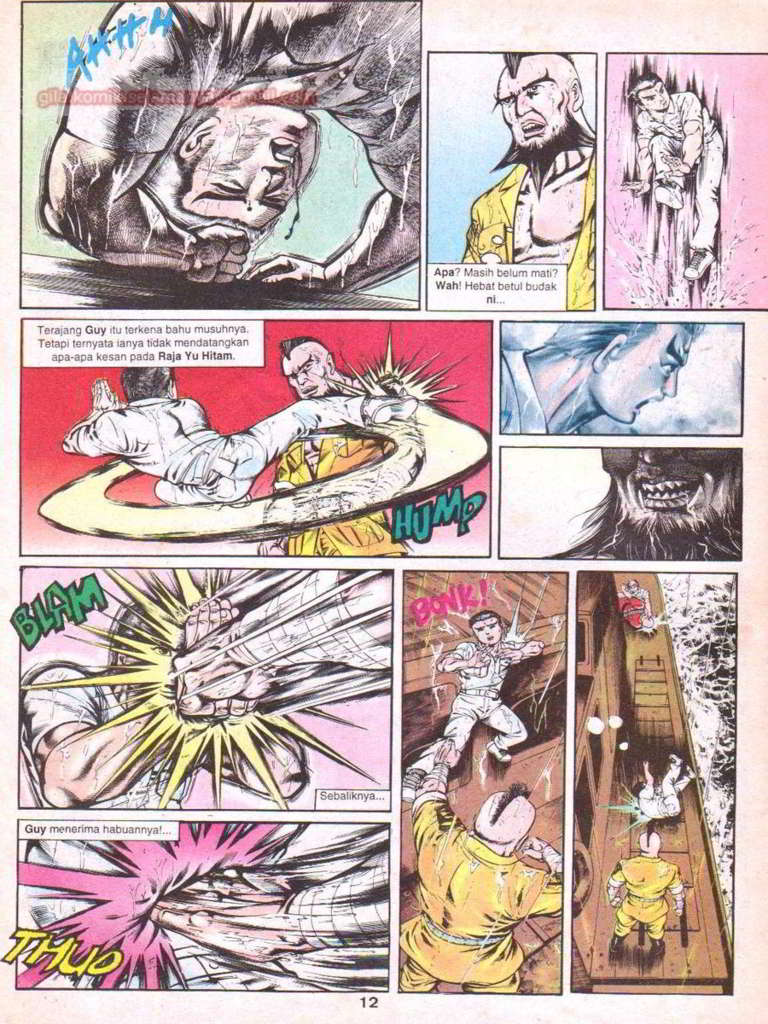 AHHH
Apa? Masih belum mati?
Wah! Hebat betul budak
ni...
Terajang Guy itu terkena bahu musuhnya.
Tetapi ternyata ianya tidak mendatangkan
apa-apa kesan pada Raja Yu Hitam.
HUMP
BLAM
Sebaliknya...
Guy menerima habuannya!...
THUD
BONK!
12